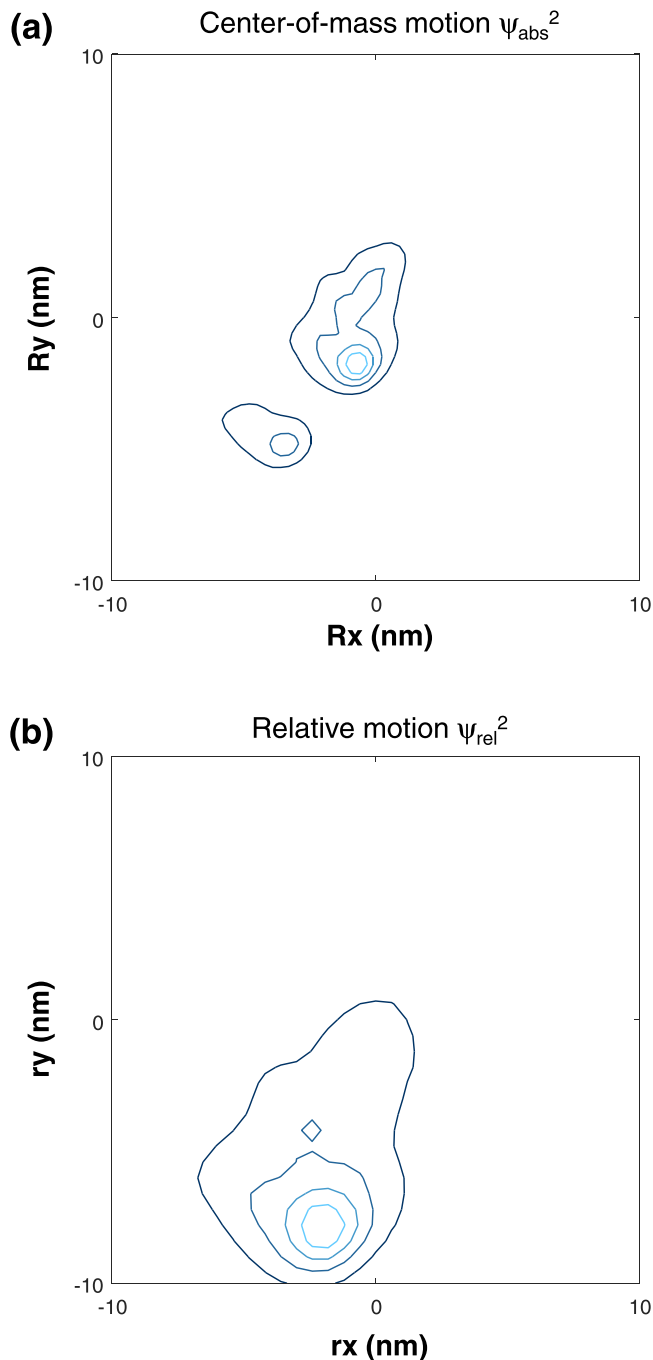 (a) Center-of-mass motion ψabs²
10
0
-10
Ry (nm)
-10 0 10
Rx (nm)
(b) Relative motion ψrel²
10
0
-10
ry (nm)
-10 0 10
rx (nm)